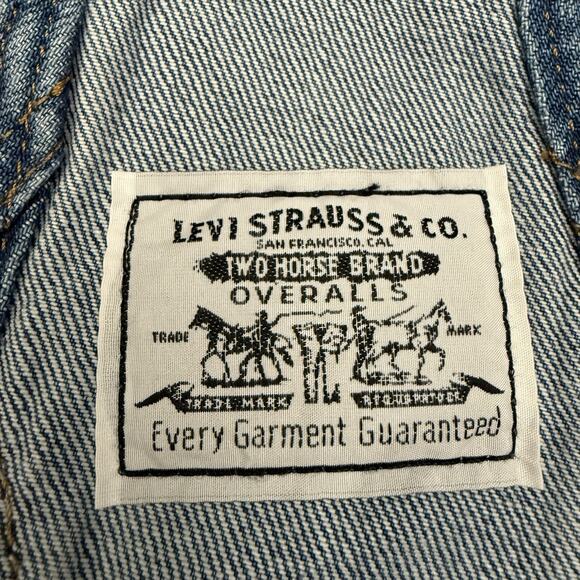 LEVI STRAUSS & CO.
SAN FRANCISCO, CAL
TWO HORSE BRAND
OVERALLS
TRADE MARK
TRADE MARK
Every Garment Guaranteed